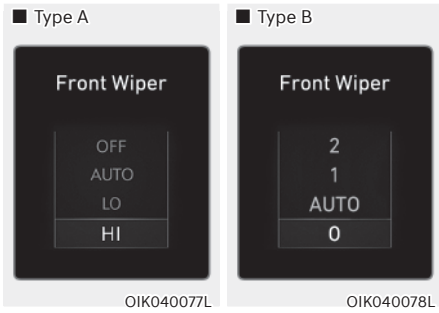 ■ Type A
Front Wiper
OFF
AUTO
LO
HI
OIK040077L
■ Type B
Front Wiper
2
1
AUTO
0
OIK040078L